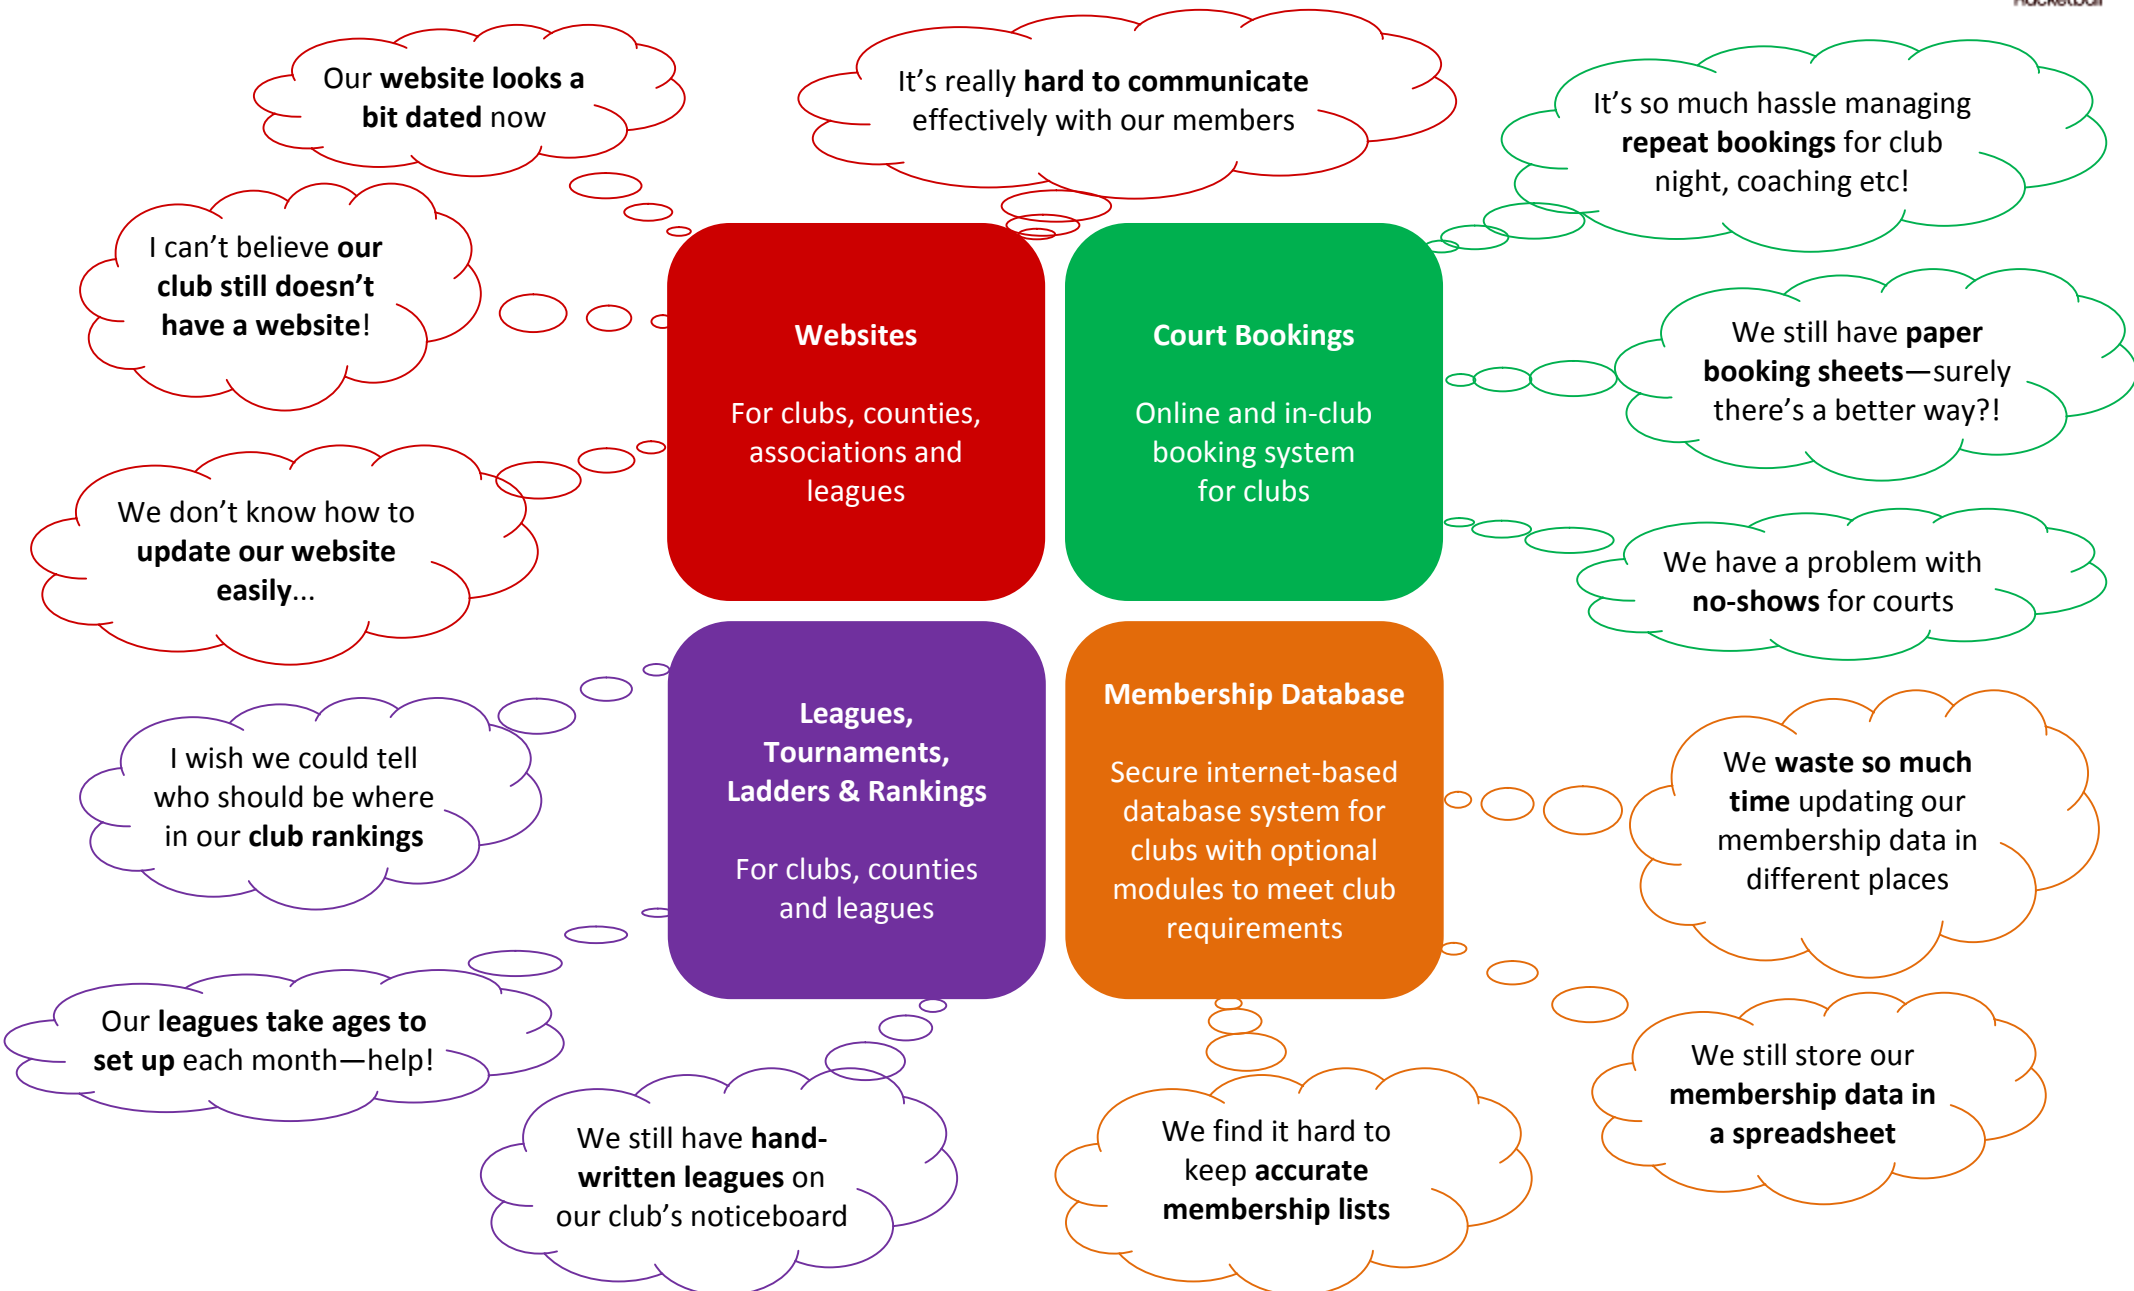 Racketball
Our website looks a
bit dated now
It's really hard to communicate
effectively with our members
It's so much hassle managing
repeat bookings for club
night, coaching etc!
I can't believe our
club still doesn't
have a website!
Websites
For clubs, counties,
associations and
leagues
Court Bookings
Online and in-club
booking system
for clubs
We still have paper
booking sheets—surely
there's a better way?!
We don't know how to
update our website
easily...
We have a problem with
no-shows for courts
I wish we could tell
who should be where
in our club rankings
Leagues,
Tournaments,
Ladders & Rankings
For clubs, counties
and leagues
Membership Database
Secure internet-based
database system for
clubs with optional
modules to meet club
requirements
We waste so much
time updating our
membership data in
different places
Our leagues take ages to
set up each month—help!
We still have hand-
written leagues on
our club's noticeboard
We find it hard to
keep accurate
membership lists
We still store our
membership data in
a spreadsheet